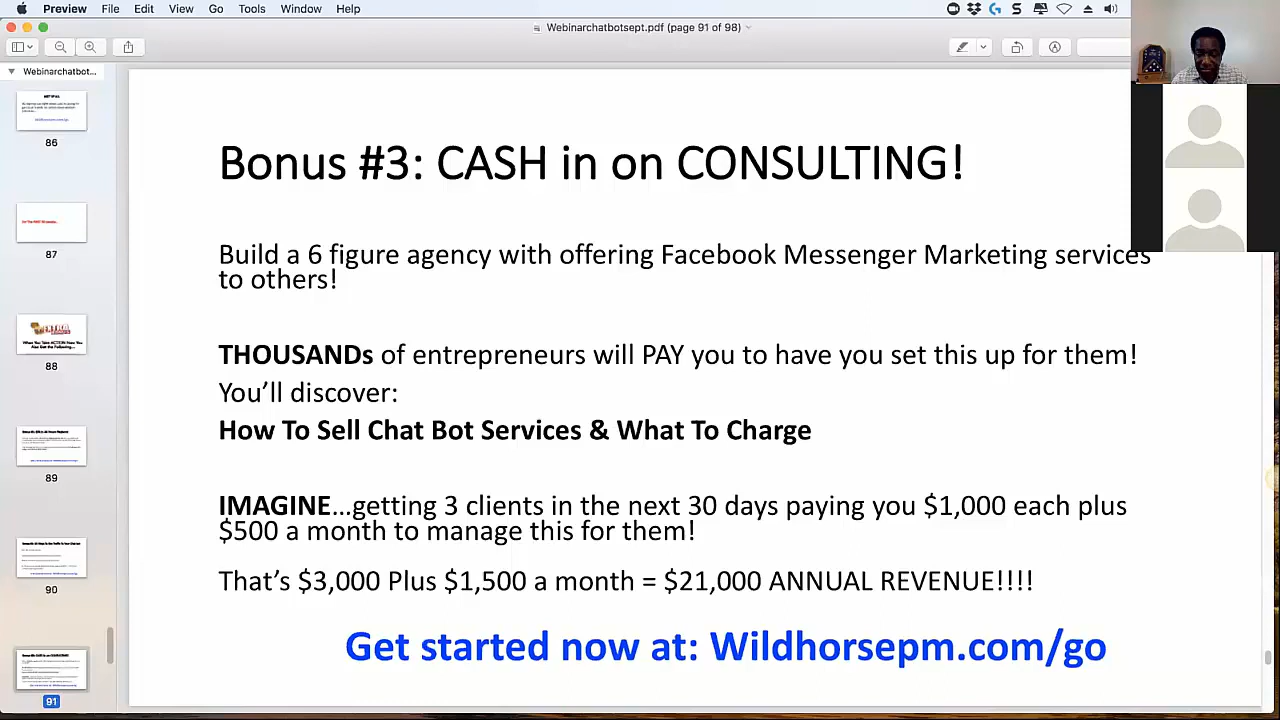 Preview File Edit View Go Tools Window Help
Webinarchatbotsept.pdf (page 91 of 98)
Webinarchatbot...
86
87
88
89
90
91
Bonus #3: CASH in on CONSULTING!
Build a 6 figure agency with offering Facebook Messenger Marketing services
to others!
THOUSANDs of entrepreneurs will PAY you to have you set this up for them!
You’ll discover:
How To Sell Chat Bot Services & What To Charge
IMAGINE…getting 3 clients in the next 30 days paying you $1,000 each plus
$500 a month to manage this for them!
That’s $3,000 Plus $1,500 a month = $21,000 ANNUAL REVENUE!!!!
Get started now at: Wildhorsepm.com/go